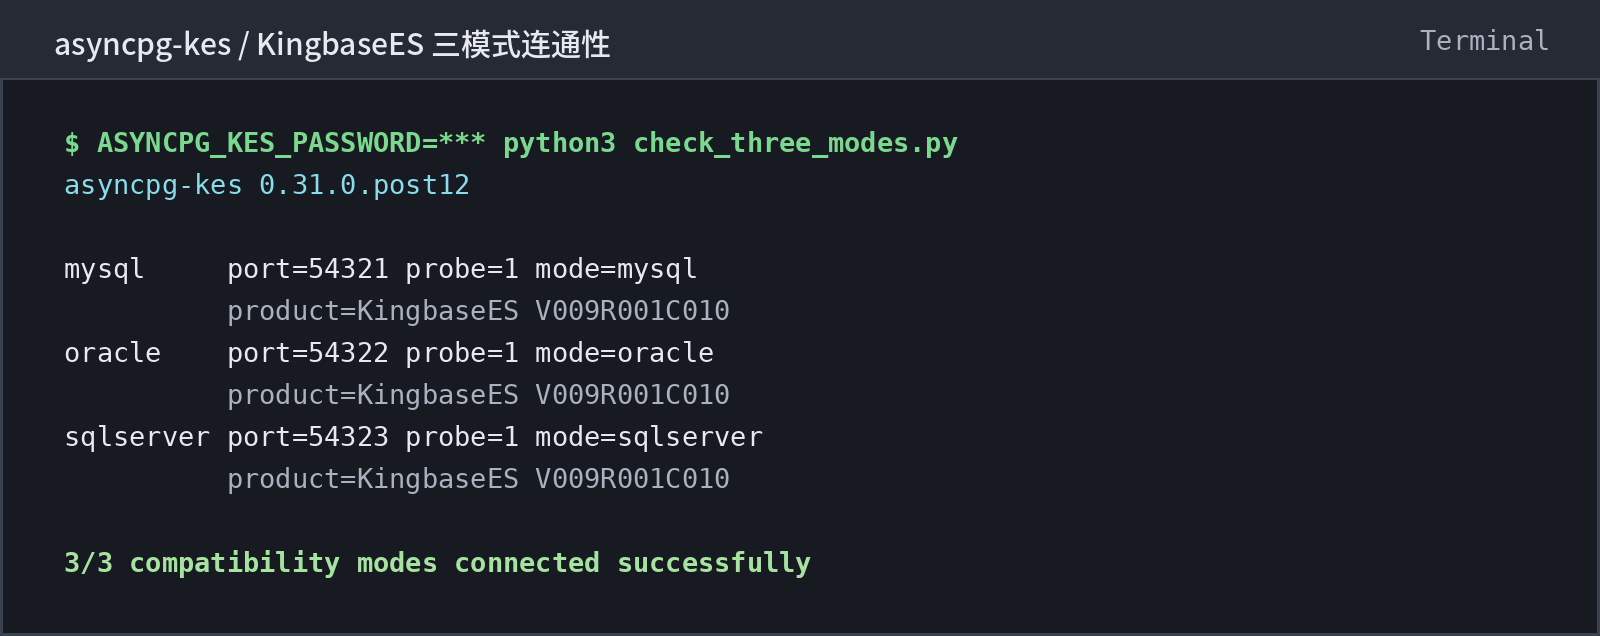 asyncpg-kes / KingbaseES 三模式连通性
Terminal
$ ASYNCPG_KES_PASSWORD=*** python3 check_three_modes.py
asyncpg-kes 0.31.0.post12
mysql     port=54321 probe=1 mode=mysql
          product=KingbaseES V009R001C010
oracle    port=54322 probe=1 mode=oracle
          product=KingbaseES V009R001C010
sqlserver port=54323 probe=1 mode=sqlserver
          product=KingbaseES V009R001C010
3/3 compatibility modes connected successfully